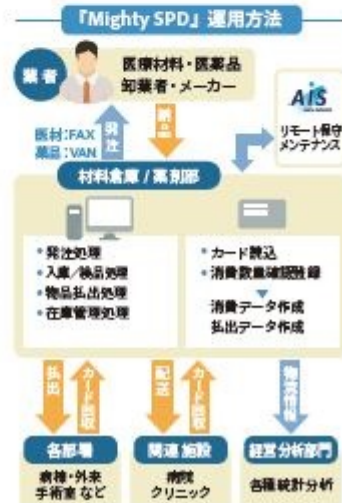 『Mighty SPD』運用方法
業者
医療材料・医薬品
卸業者・メーカー
医材:FAX
薬品:VAN
発注
納品
AiS
リモート保守
メンテナンス
材料倉庫 / 薬剤部
• 発注処理
• 入庫/検品処理
• 物品払出処理
• 在庫管理処理
• カード読込
• 消費数量確認登録
消費データ作成
払出データ作成
払出
カード回収
配送
カード回収
物流情報
各部署
病棟・外来
手術室 など
関連施設
病院
クリニック
経営分析部門
各種統計分析